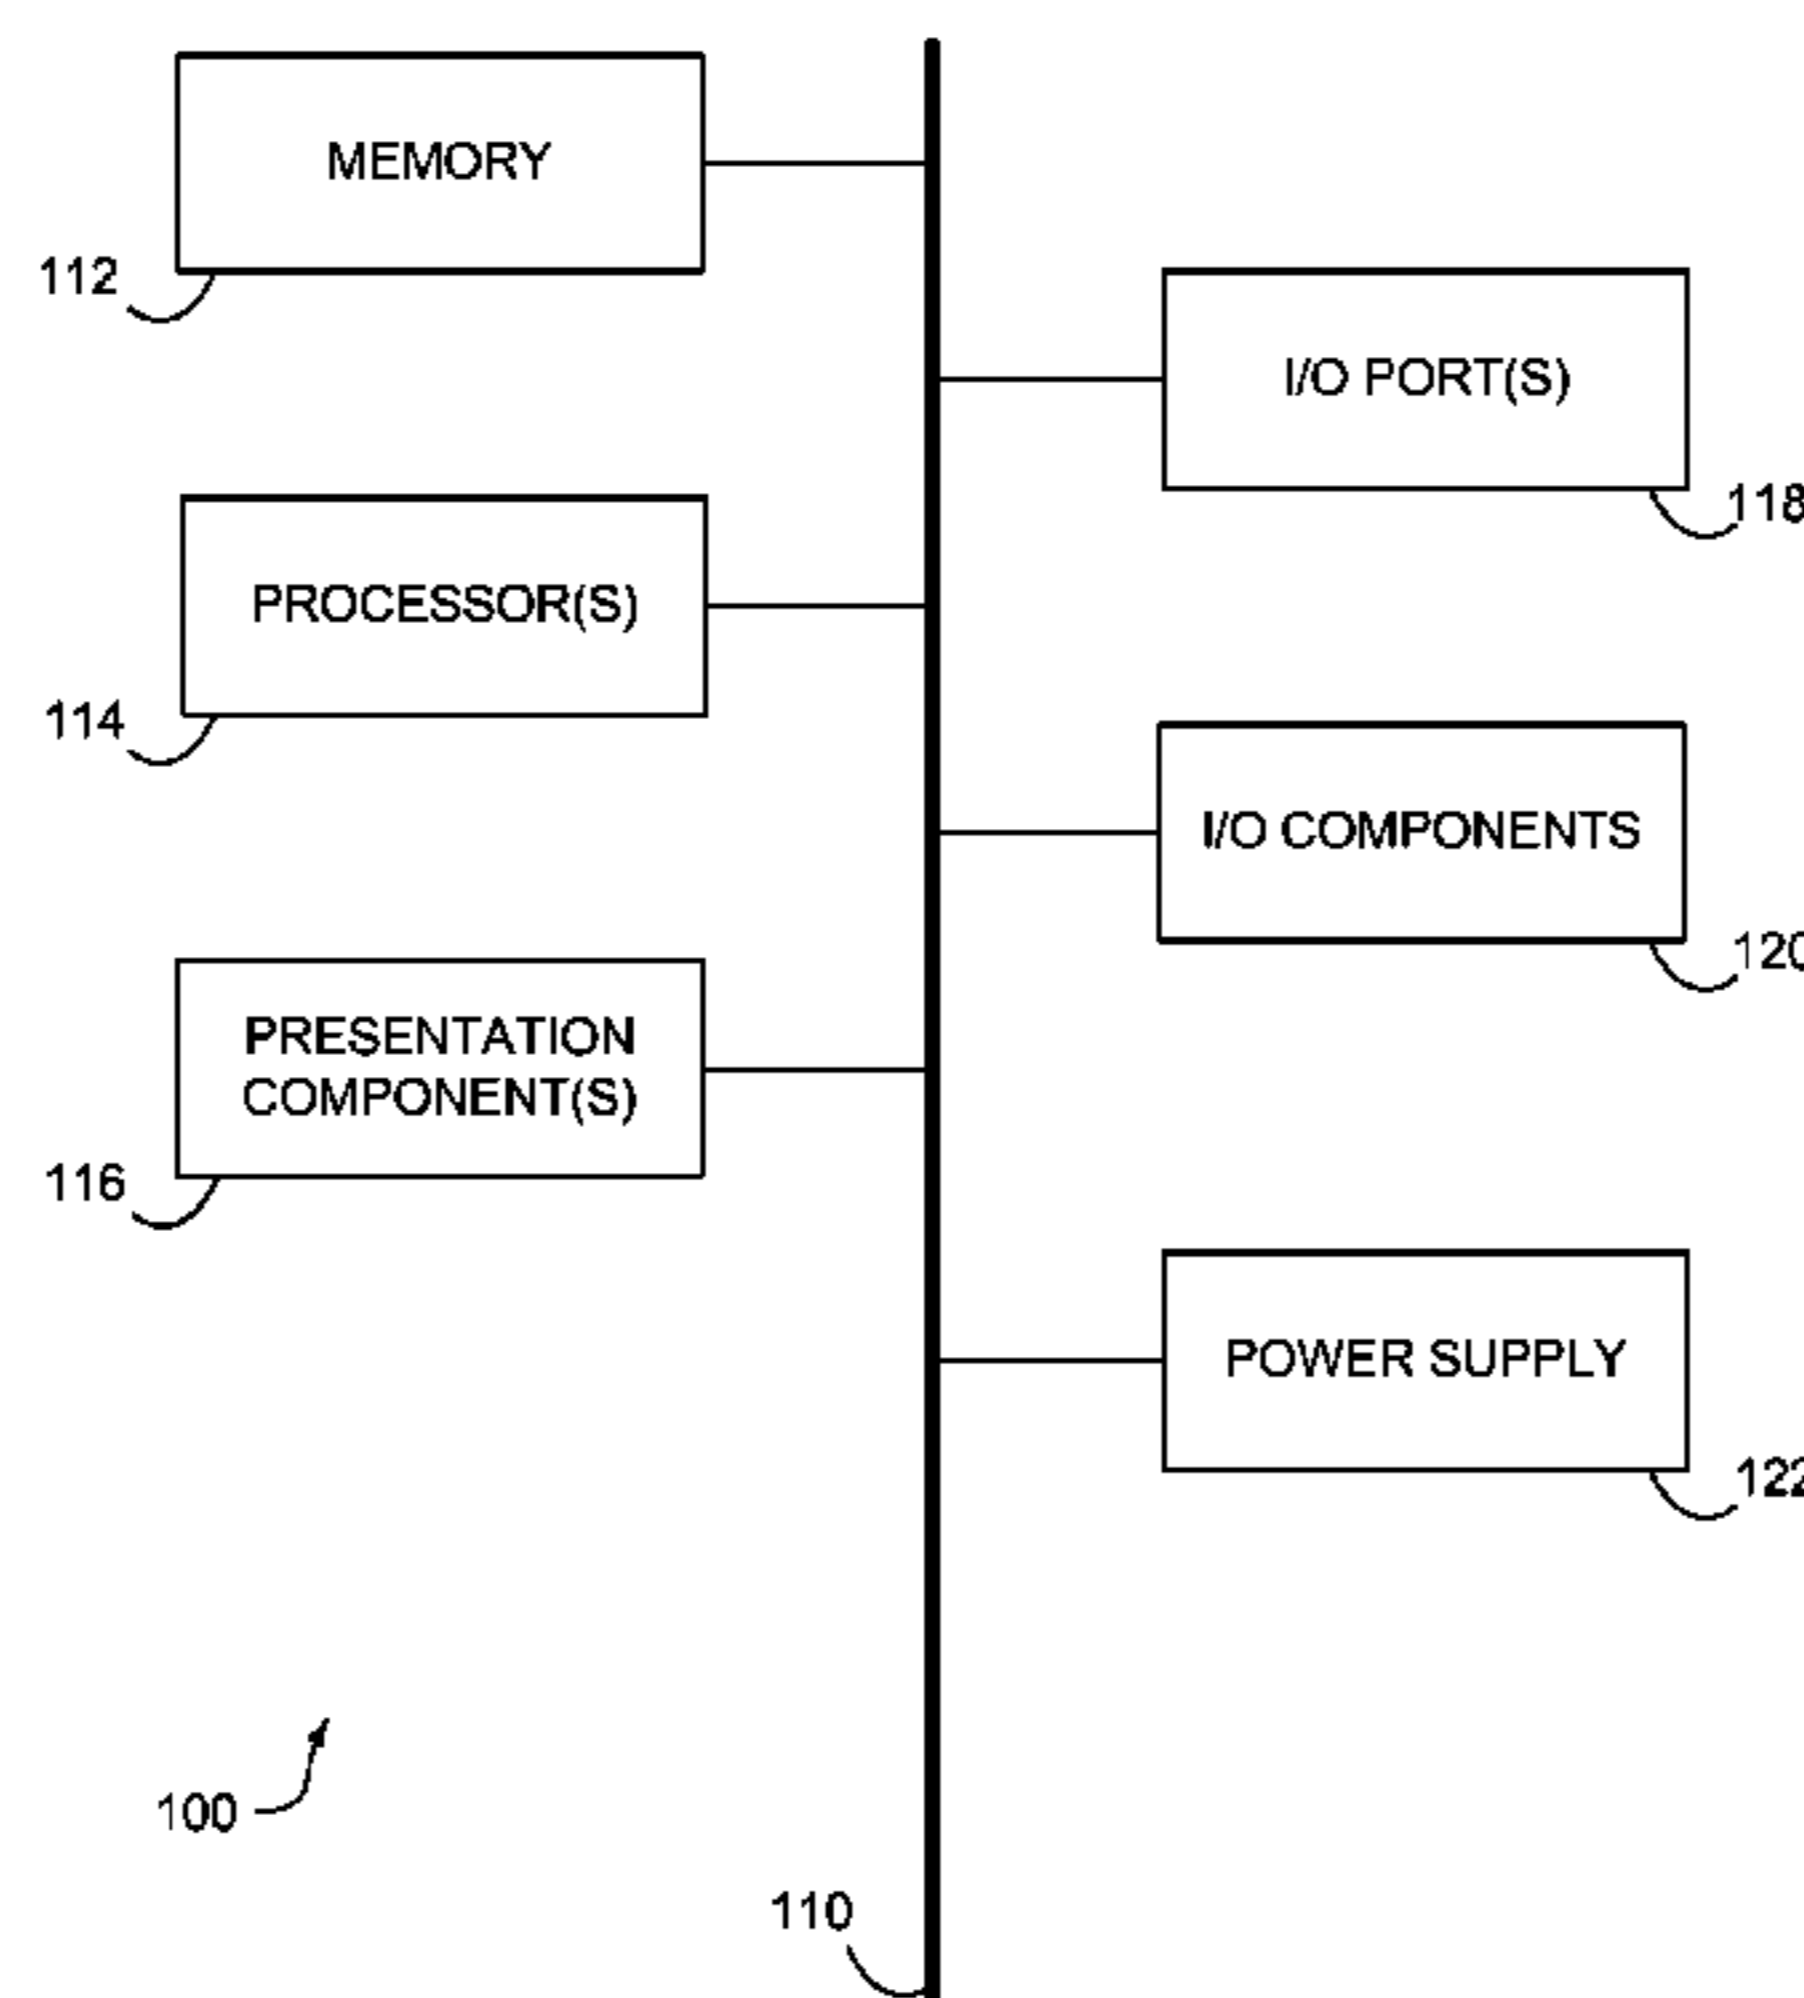 MEMORY
112
I/O PORT(S)
118
PROCESSOR(S)
114
I/O COMPONENTS
120
PRESENTATION
COMPONENT(S)
116
POWER SUPPLY
122
100
110